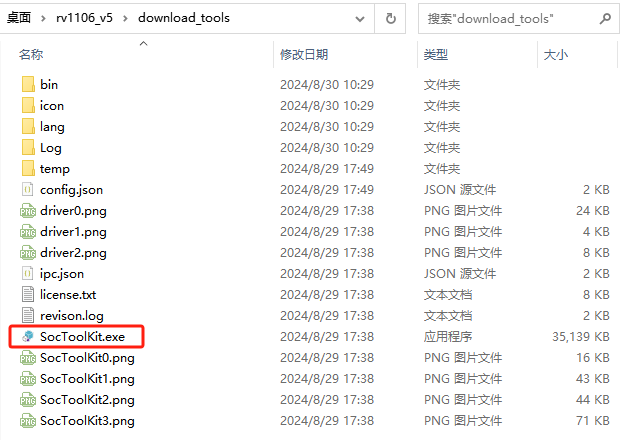 桌面 > rv1106_v5 > download_tools
搜索"download_tools"
名称 修改日期 类型 大小
bin 2024/8/30 10:29 文件夹
icon 2024/8/30 10:29 文件夹
lang 2024/8/30 10:29 文件夹
Log 2024/8/30 10:29 文件夹
temp 2024/8/29 17:49 文件夹
config.json 2024/8/29 17:49 JSON 源文件 2 KB
driver0.png 2024/8/29 17:38 PNG 图片文件 24 KB
driver1.png 2024/8/29 17:38 PNG 图片文件 4 KB
driver2.png 2024/8/29 17:38 PNG 图片文件 8 KB
ipc.json 2024/8/29 17:38 JSON 源文件 2 KB
license.txt 2024/8/29 17:38 文本文档 8 KB
revison.log 2024/8/29 17:38 文本文档 2 KB
SocToolKit.exe 2024/8/29 17:38 应用程序 35,139 KB
SocToolKit0.png 2024/8/29 17:38 PNG 图片文件 16 KB
SocToolKit1.png 2024/8/29 17:38 PNG 图片文件 43 KB
SocToolKit2.png 2024/8/29 17:38 PNG 图片文件 44 KB
SocToolKit3.png 2024/8/29 17:38 PNG 图片文件 71 KB